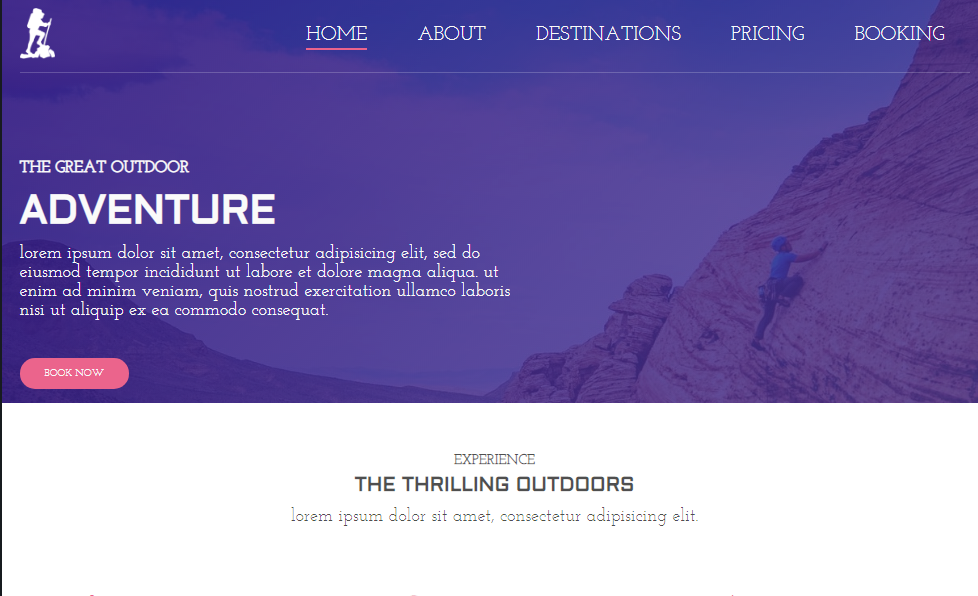 HOME
ABOUT
DESTINATIONS
PRICING
BOOKING
THE GREAT OUTDOOR
ADVENTURE
lorem ipsum dolor sit amet, consectetur adipisicing elit, sed do
eiusmod tempor incididunt ut labore et dolore magna aliqua. ut
enim ad minim veniam, quis nostrud exercitation ullamco laboris
nisi ut aliquip ex ea commodo consequat.
BOOK NOW
EXPERIENCE
THE THRILLING OUTDOORS
lorem ipsum dolor sit amet, consectetur adipisicing elit.